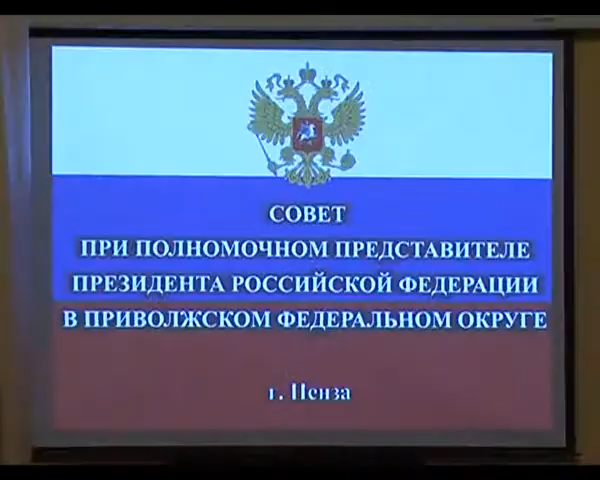 СОВЕТ
ПРИ ПОЛНОМОЧНОМ ПРЕДСТАВИТЕЛЕ
ПРЕЗИДЕНТА РОССИЙСКОЙ ФЕДЕРАЦИИ
В ПРИВОЛЖСКОМ ФЕДЕРАЛЬНОМ ОКРУГЕ
г. Пенза